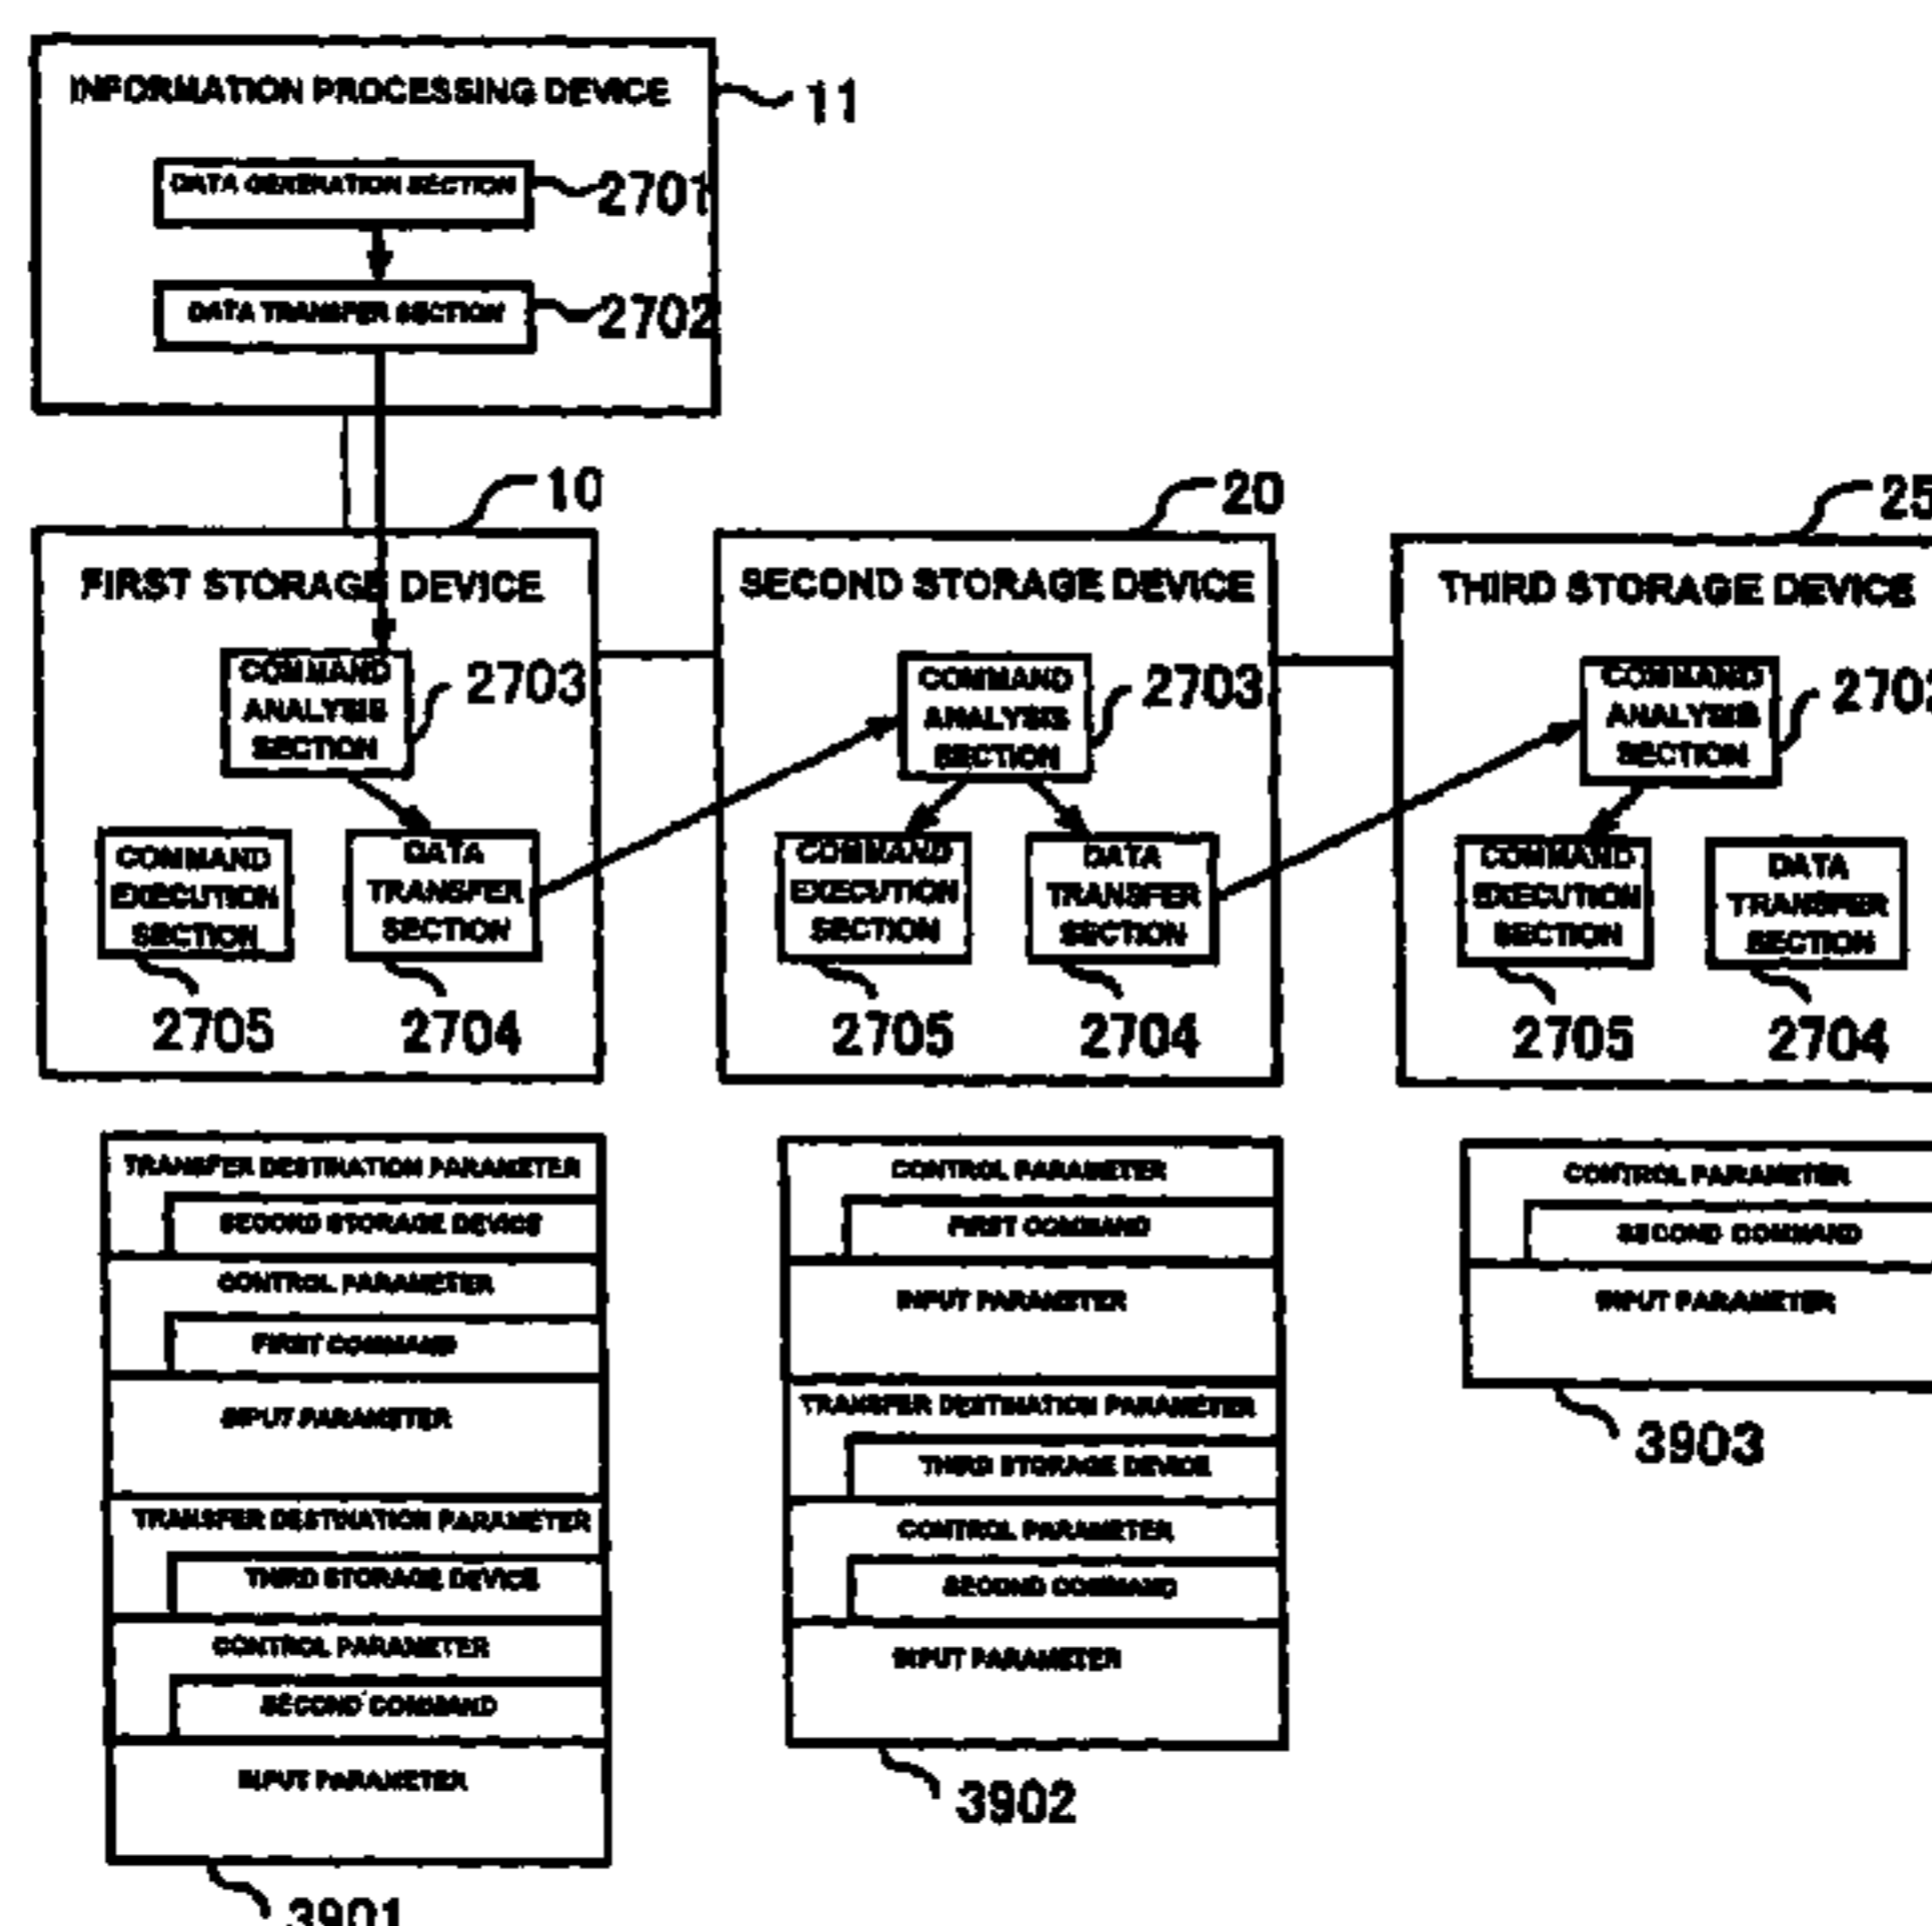 INFORMATION PROCESSING DEVICE
11
DATA GENERATION SECTION
2701
DATA TRANSFER SECTION
2702
10
20
25
FIRST STORAGE DEVICE
SECOND STORAGE DEVICE
THIRD STORAGE DEVICE
COMMAND
ANALYSIS
SECTION
2703
COMMAND
ANALYSIS
SECTION
2703
COMMAND
ANALYSIS
SECTION
COMMAND
EXECUTION
SECTION
2705
DATA
TRANSFER
SECTION
2704
COMMAND
EXECUTION
SECTION
2705
DATA
TRANSFER
SECTION
2704
COMMAND
EXECUTION
SECTION
2705
DATA
TRANSFER
SECTION
2704
TRANSFER DESTINATION PARAMETER
SECOND STORAGE DEVICE
CONTROL PARAMETER
FIRST COMMAND
INPUT PARAMETER
TRANSFER DESTINATION PARAMETER
THIRD STORAGE DEVICE
CONTROL PARAMETER
SECOND COMMAND
INPUT PARAMETER
3901
CONTROL PARAMETER
FIRST COMMAND
INPUT PARAMETER
TRANSFER DESTINATION PARAMETER
THIRD STORAGE DEVICE
CONTROL PARAMETER
SECOND COMMAND
INPUT PARAMETER
3902
CONTROL PARAMETER
SECOND COMMAND
INPUT PARAMETER
3903